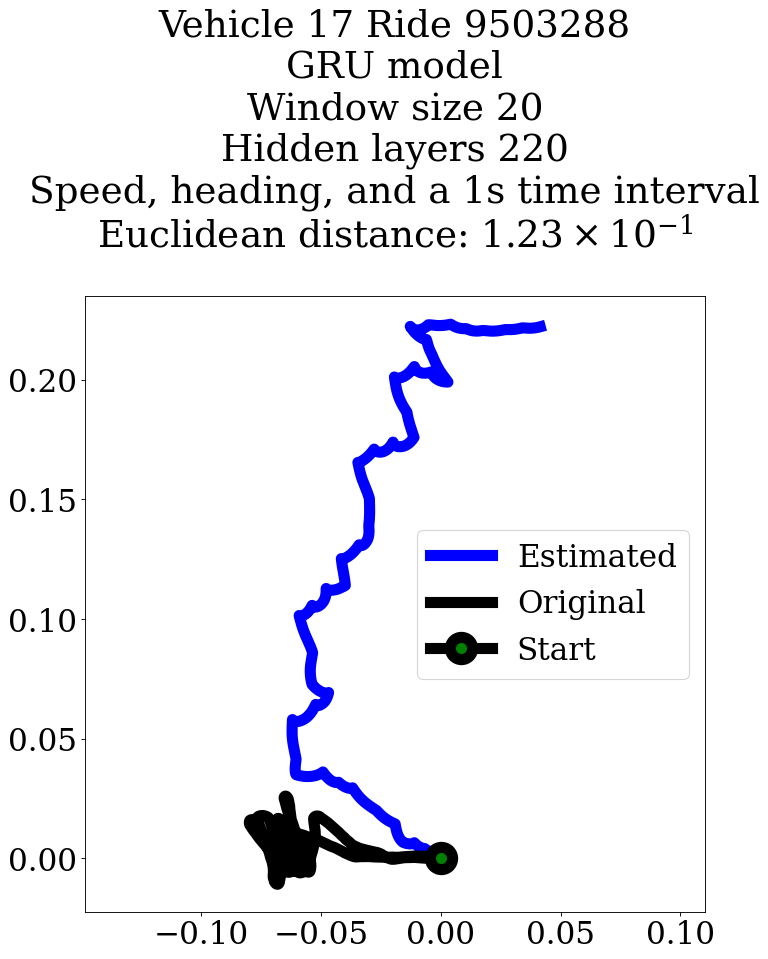 Vehicle 17 Ride 9503288
GRU model
Window size 20
Hidden layers 220
Speed, heading, and a 1s time interval
Euclidean distance: 1.23 × 10⁻¹
0.20
0.15
0.10
0.05
0.00
Estimated
Original
Start
−0.10 −0.05 0.00 0.05 0.10